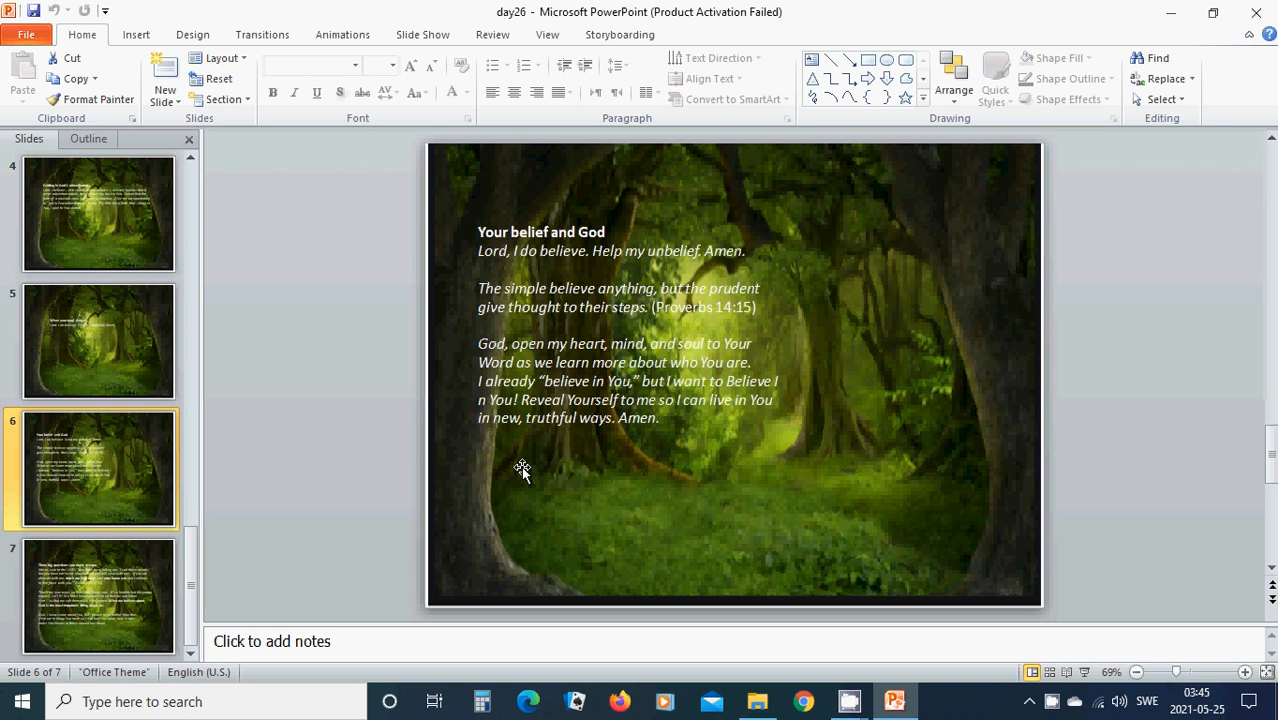 day26 - Microsoft PowerPoint (Product Activation Failed)
File Home Insert Design Transitions Animations Slide Show Review View Storyboarding
Paste
Cut
Copy
Format Painter
Clipboard
New
Slide
Layout
Reset
Section
Slides
Font
Paragraph
Text Direction
Align Text
Convert to SmartArt
Arrange
Quick
Styles
Shape Fill
Shape Outline
Shape Effects
Drawing
Find
Replace
Select
Editing
Slides Outline
4
5
6
7
Your belief and God
Lord, I do believe. Help my unbelief. Amen.
The simple believe anything, but the prudent
give thought to their steps. (Proverbs 14:15)
God, open my heart, mind, and soul to Your
Word as we learn more about who You are.
I already “believe in You,” but I want to Believe I
n You! Reveal Yourself to me so I can live in You
in new, truthful ways. Amen.
Click to add notes
Slide 6 of 7 "Office Theme" English (U.S.) 69%
Type here to search
SWE
03:45
2021-05-25